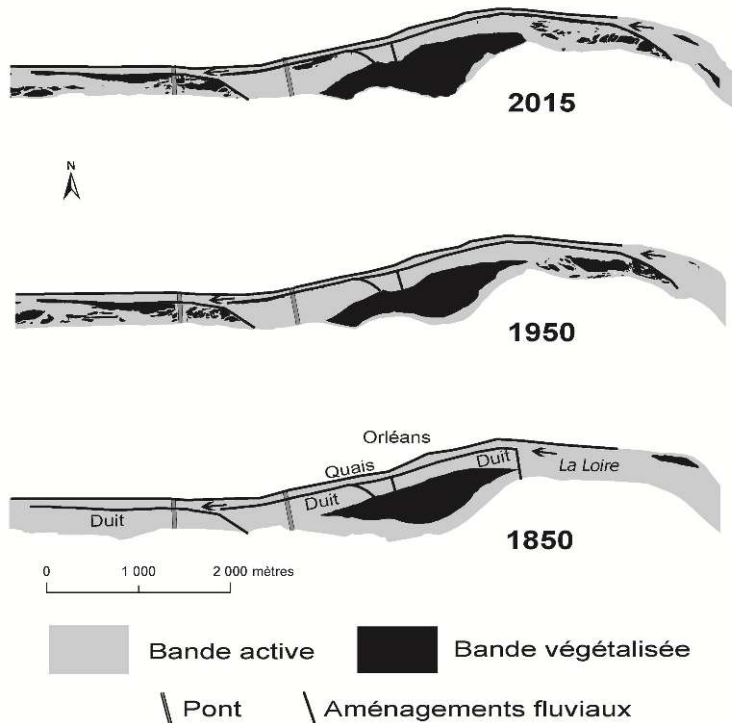 2015
N
1950
Orléans
Quais
Duit
La Loire
Duit
Duit
1850
0 1 000 2 000 mètres
Bande active
Bande végétalisée
Pont
Aménagements fluviaux